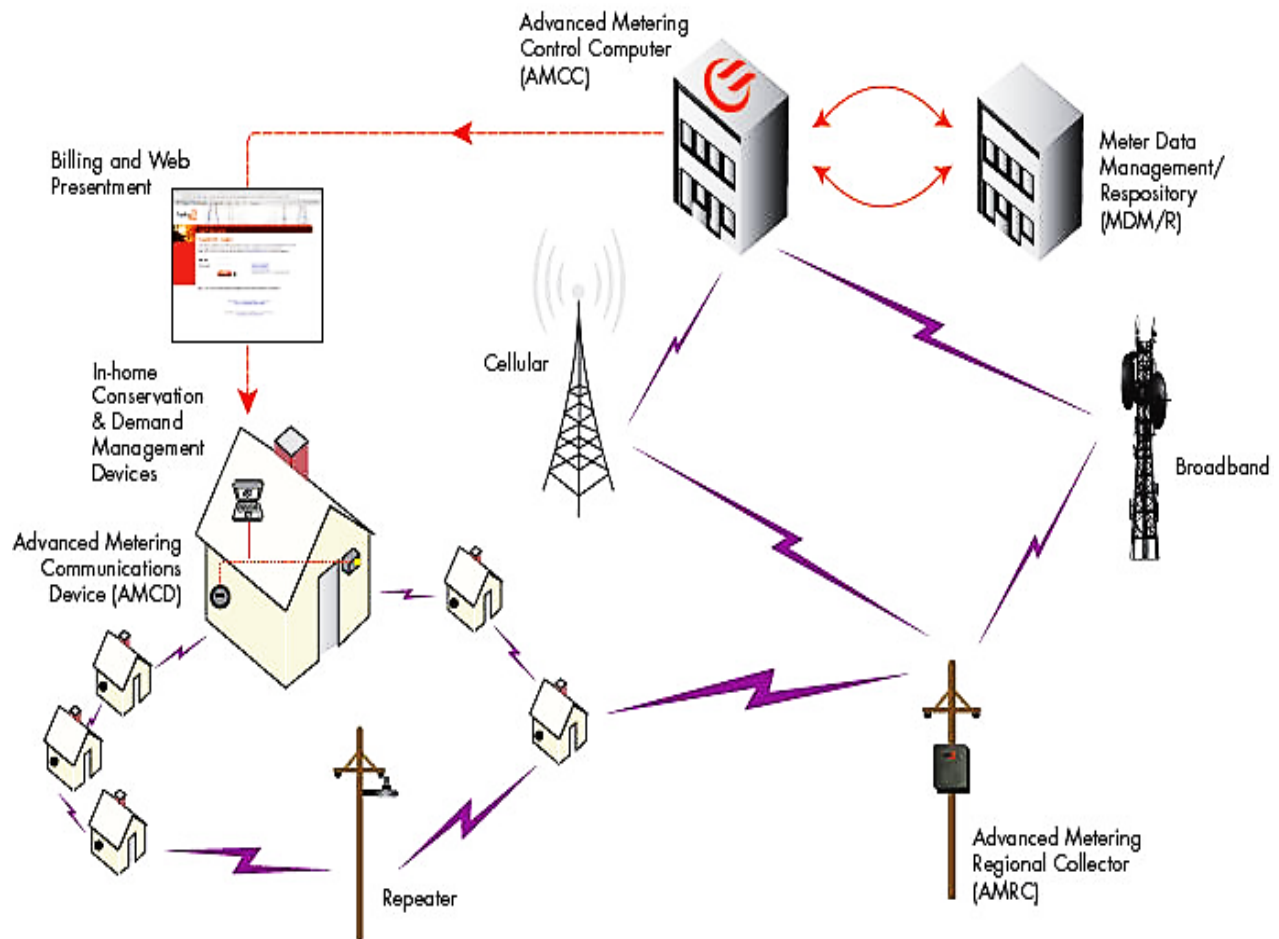 Advanced Metering
Control Computer
(AMCC)
Billing and Web
Presentment
Meter Data
Management/
Respository
(MDM/R)
Cellular
In-home
Conservation
& Demand
Management
Devices
Broadband
Advanced Metering
Communications
Device (AMCD)
Repeater
Advanced Metering
Regional Collector
(AMRC)